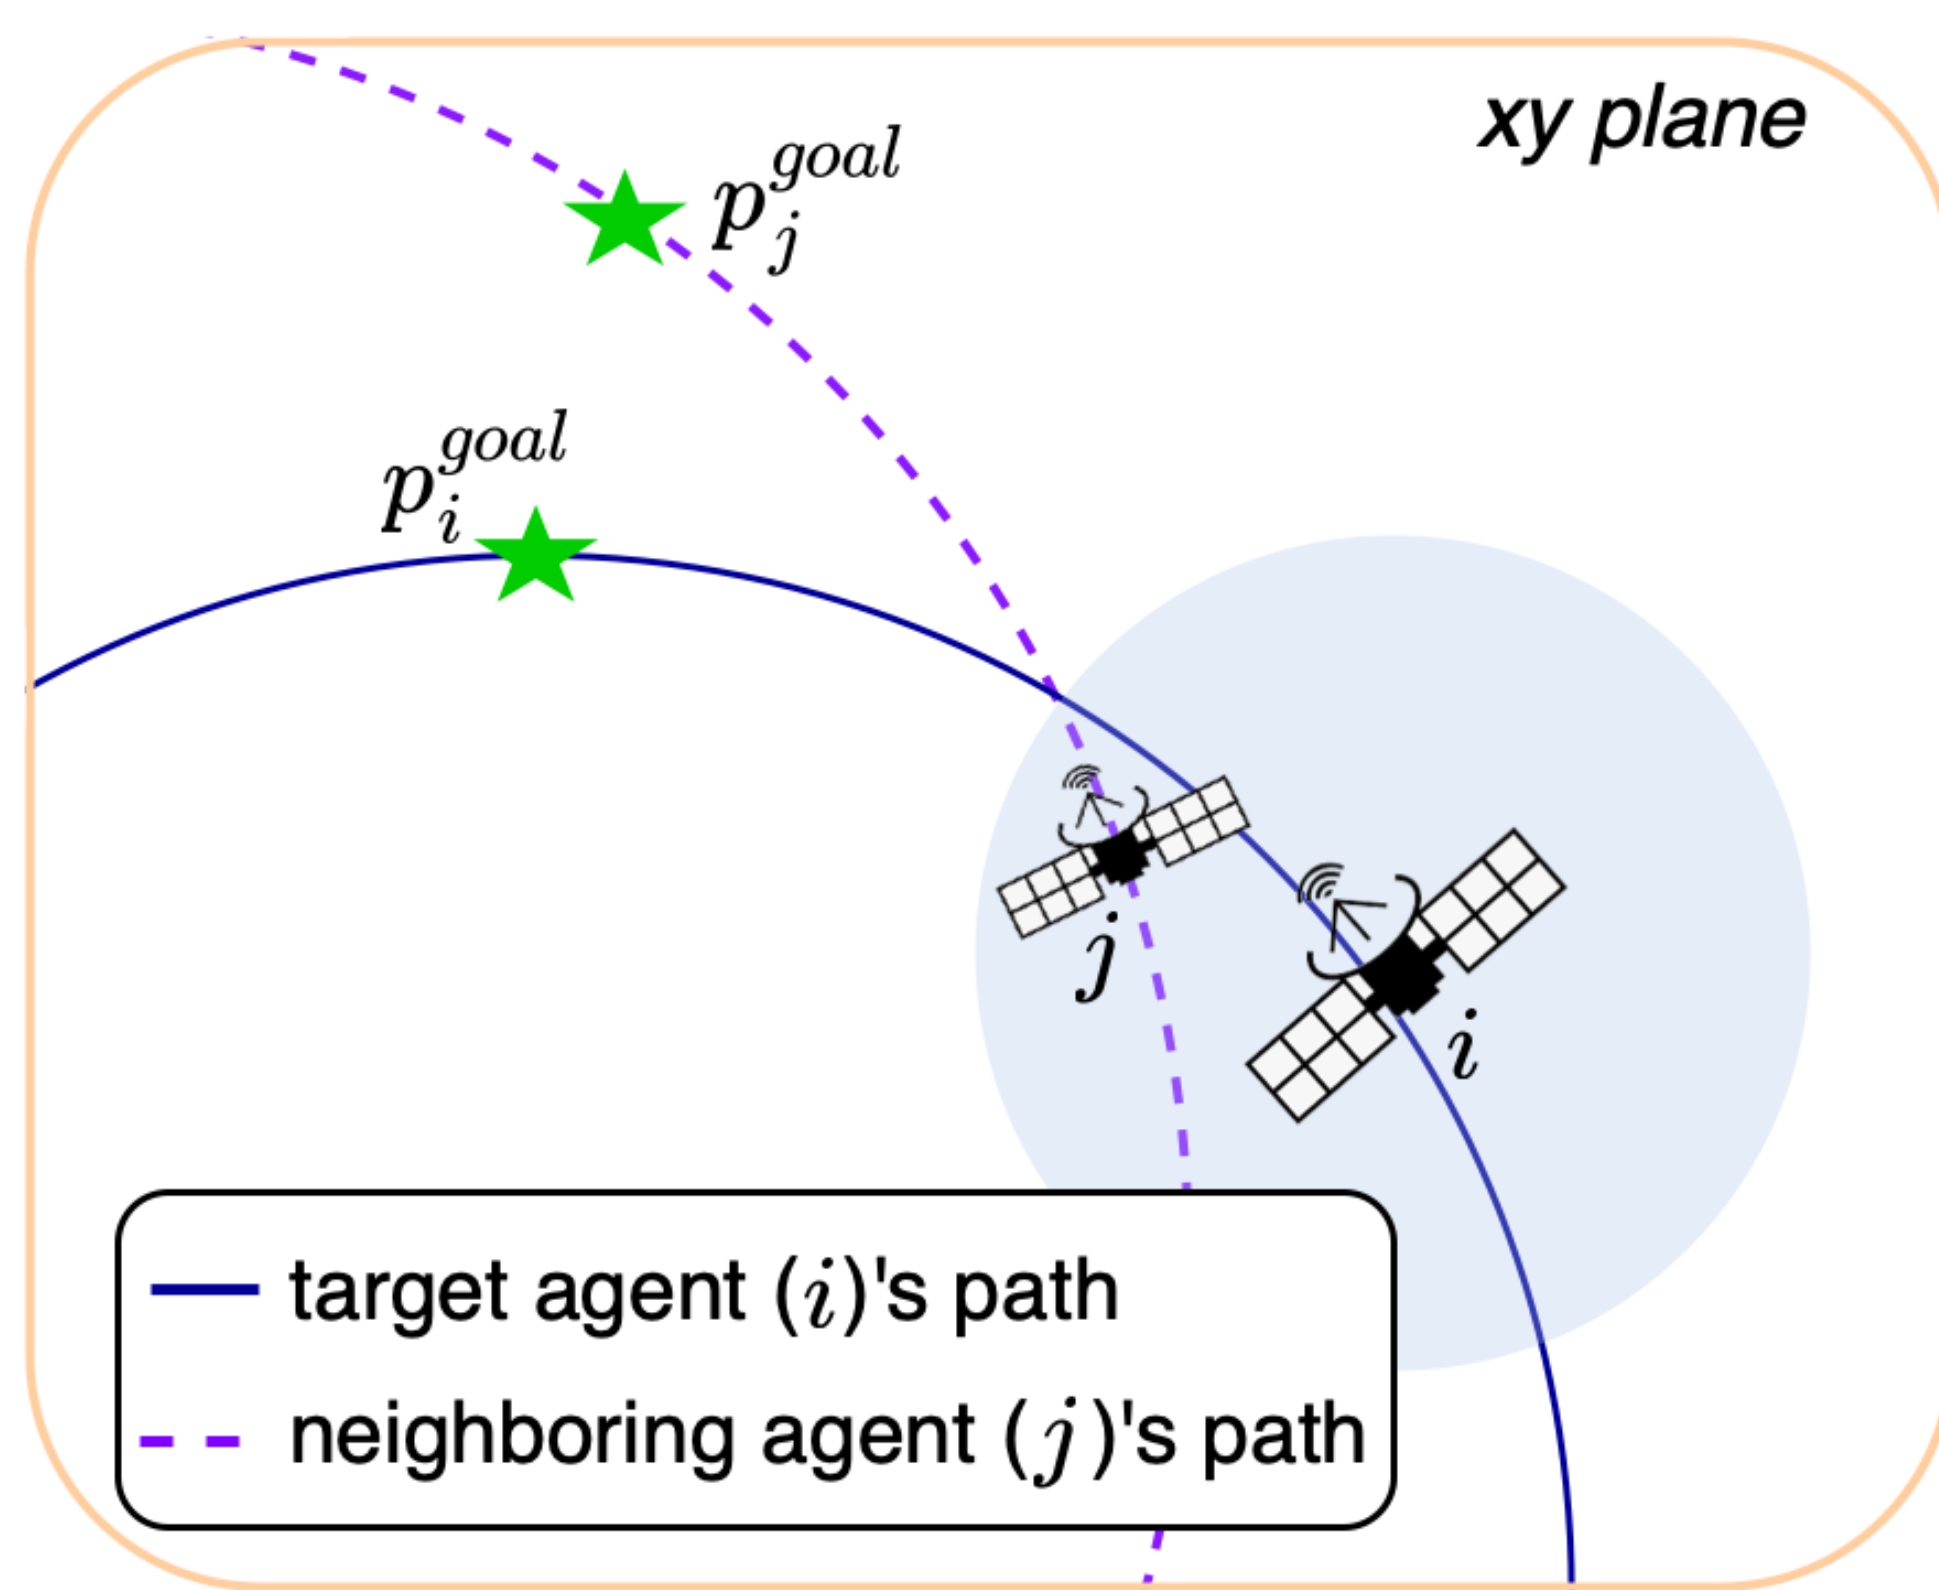 xy plane
p_j^{goal}
p_i^{goal}
j
i
target agent (i)'s path
neighboring agent (j)'s path